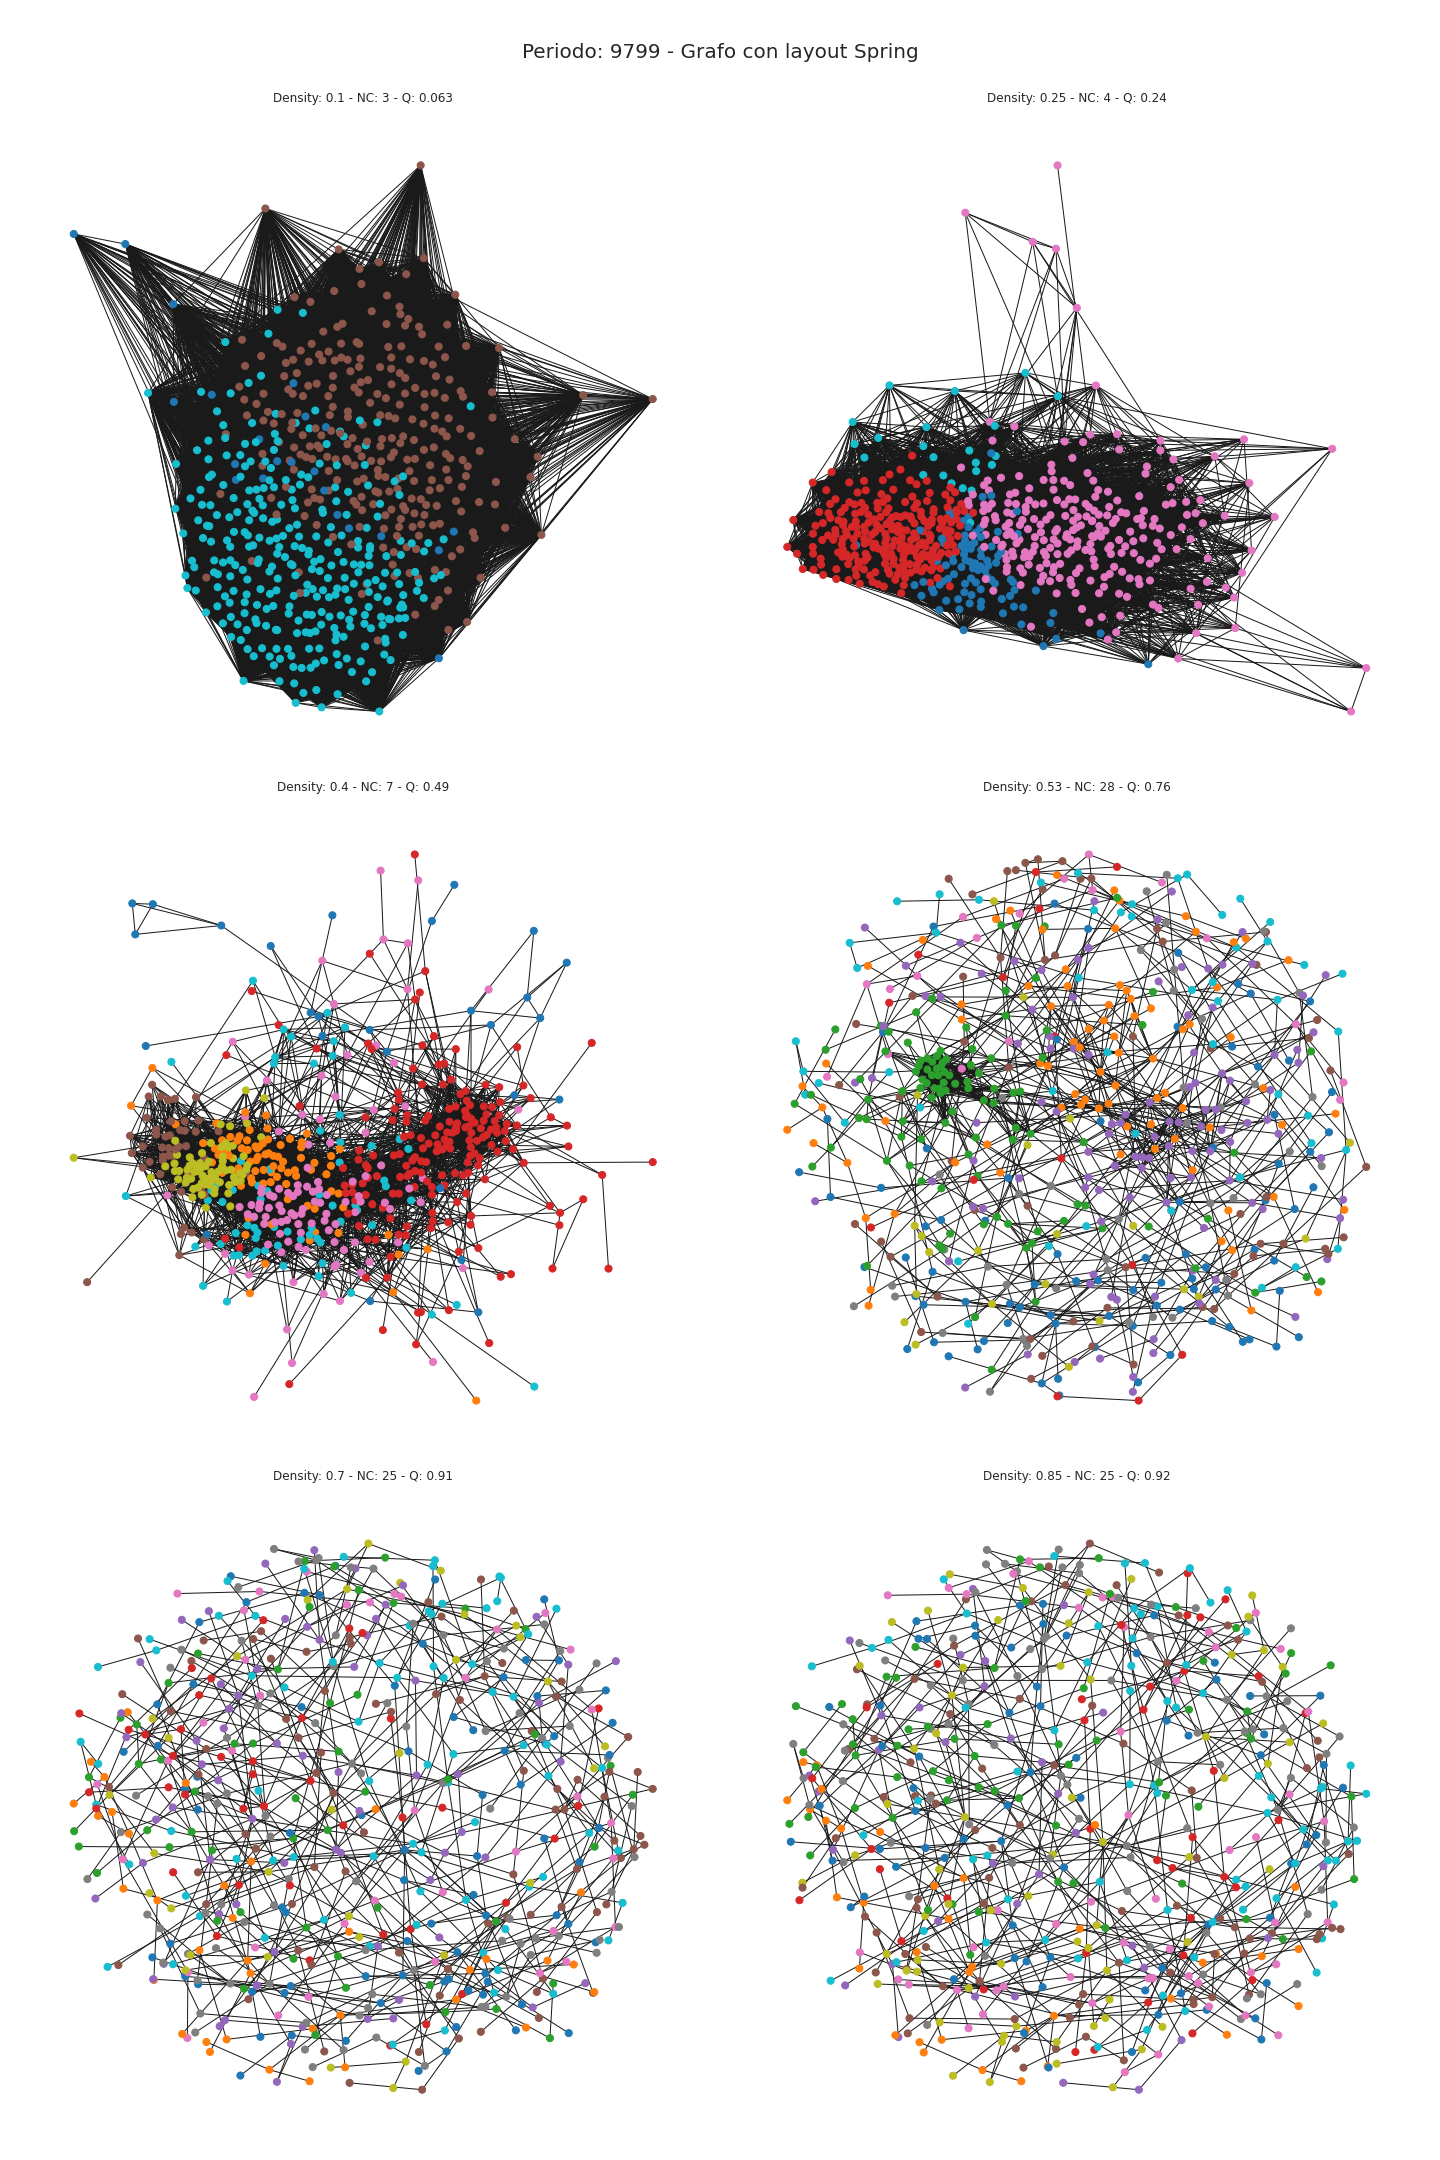 Periodo: 9799 - Grafo con layout Spring
Density: 0.1 - NC: 3 - Q: 0.063
Density: 0.25 - NC: 4 - Q: 0.24
Density: 0.4 - NC: 7 - Q: 0.49
Density: 0.53 - NC: 28 - Q: 0.76
Density: 0.7 - NC: 25 - Q: 0.91
Density: 0.85 - NC: 25 - Q: 0.92